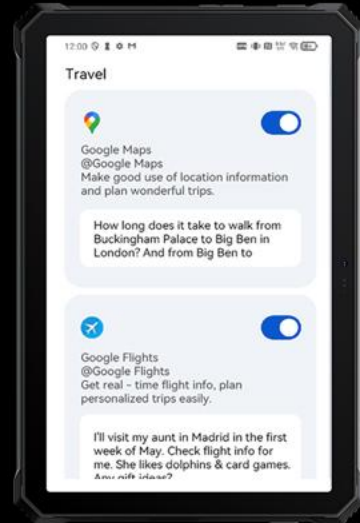 12:00
Travel
Google Maps
@Google Maps
Make good use of location information
and plan wonderful trips.
How long does it take to walk from
Buckingham Palace to Big Ben in
London? And from Big Ben to
Google Flights
@Google Flights
Get real - time flight info, plan
personalized trips easily.
I'll visit my aunt in Madrid in the first
week of May. Check flight info for
me. She likes dolphins & card games.
Any gift ideas?